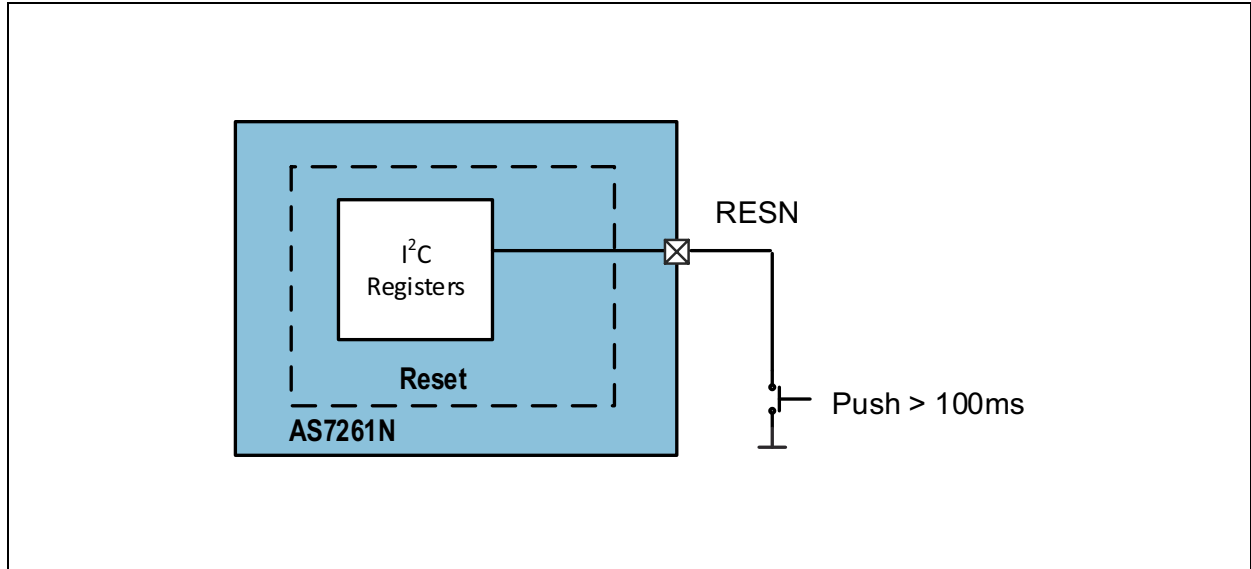 RESN
I²C
Registers
Reset
Push > 100ms
AS7261N